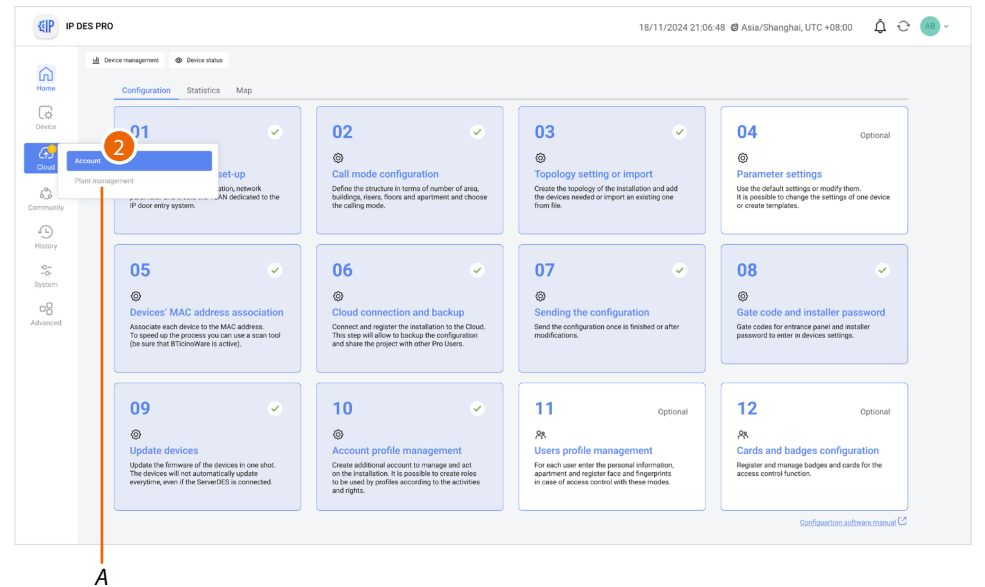 IP DES PRO
18/11/2024 21:06:48 Asia/Shanghai, UTC +08:00
AB
Device management Device status
Home
Configuration Statistics Map
Device
Cloud
Community
History
System
Advanced
2
Account
Plant management
01
set-up
ation, network
LAN dedicated to the
IP door entry system.
02
Call mode configuration
Define the structure in terms of number of area,
buildings, risers, floors and apartment and choose
the calling mode.
03
Topology setting or import
Create the topology of the installation and add
the devices needed or import an existing one
from file.
04
Optional
Parameter settings
Use the default settings or modify them.
It is possible to change the settings of one device
or create templates.
05
Devices' MAC address association
Associate each device to the MAC address.
To speed up the process you can use a scan tool
(be sure that BTicinoWare is active).
06
Cloud connection and backup
Connect and register the installation to the Cloud.
This step will allow to backup the configuration
and share the project with other Pro Users.
07
Sending the configuration
Send the configuration once is finished or after
modifications.
08
Gate code and installer password
Gate codes for entrance panel and installer
password to enter in devices settings.
09
Update devices
Update the firmware of the devices in one shot.
The devices will not automatically update
everytime, even if the ServerDES is connected.
10
Account profile management
Create additional account to manage and act
on the installation. It is possible to create roles
to be used by profiles according to the activities
and rights.
11
Optional
Users profile management
For each user enter the personal information,
apartment and register face and fingerprints
in case of access control with these modes.
12
Optional
Cards and badges configuration
Register and manage badges and cards for the
access control function.
Configuartion software manual
A